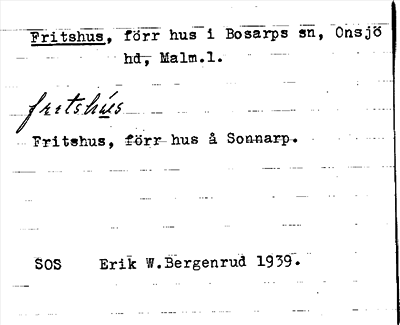 Fritshus, förr hus i Bosarps sn, Onsjö
hd, Malm.l.
fritshus
Fritshus, förr hus å Sonnarp.
SOS Erik W.Bergenrud 1939.